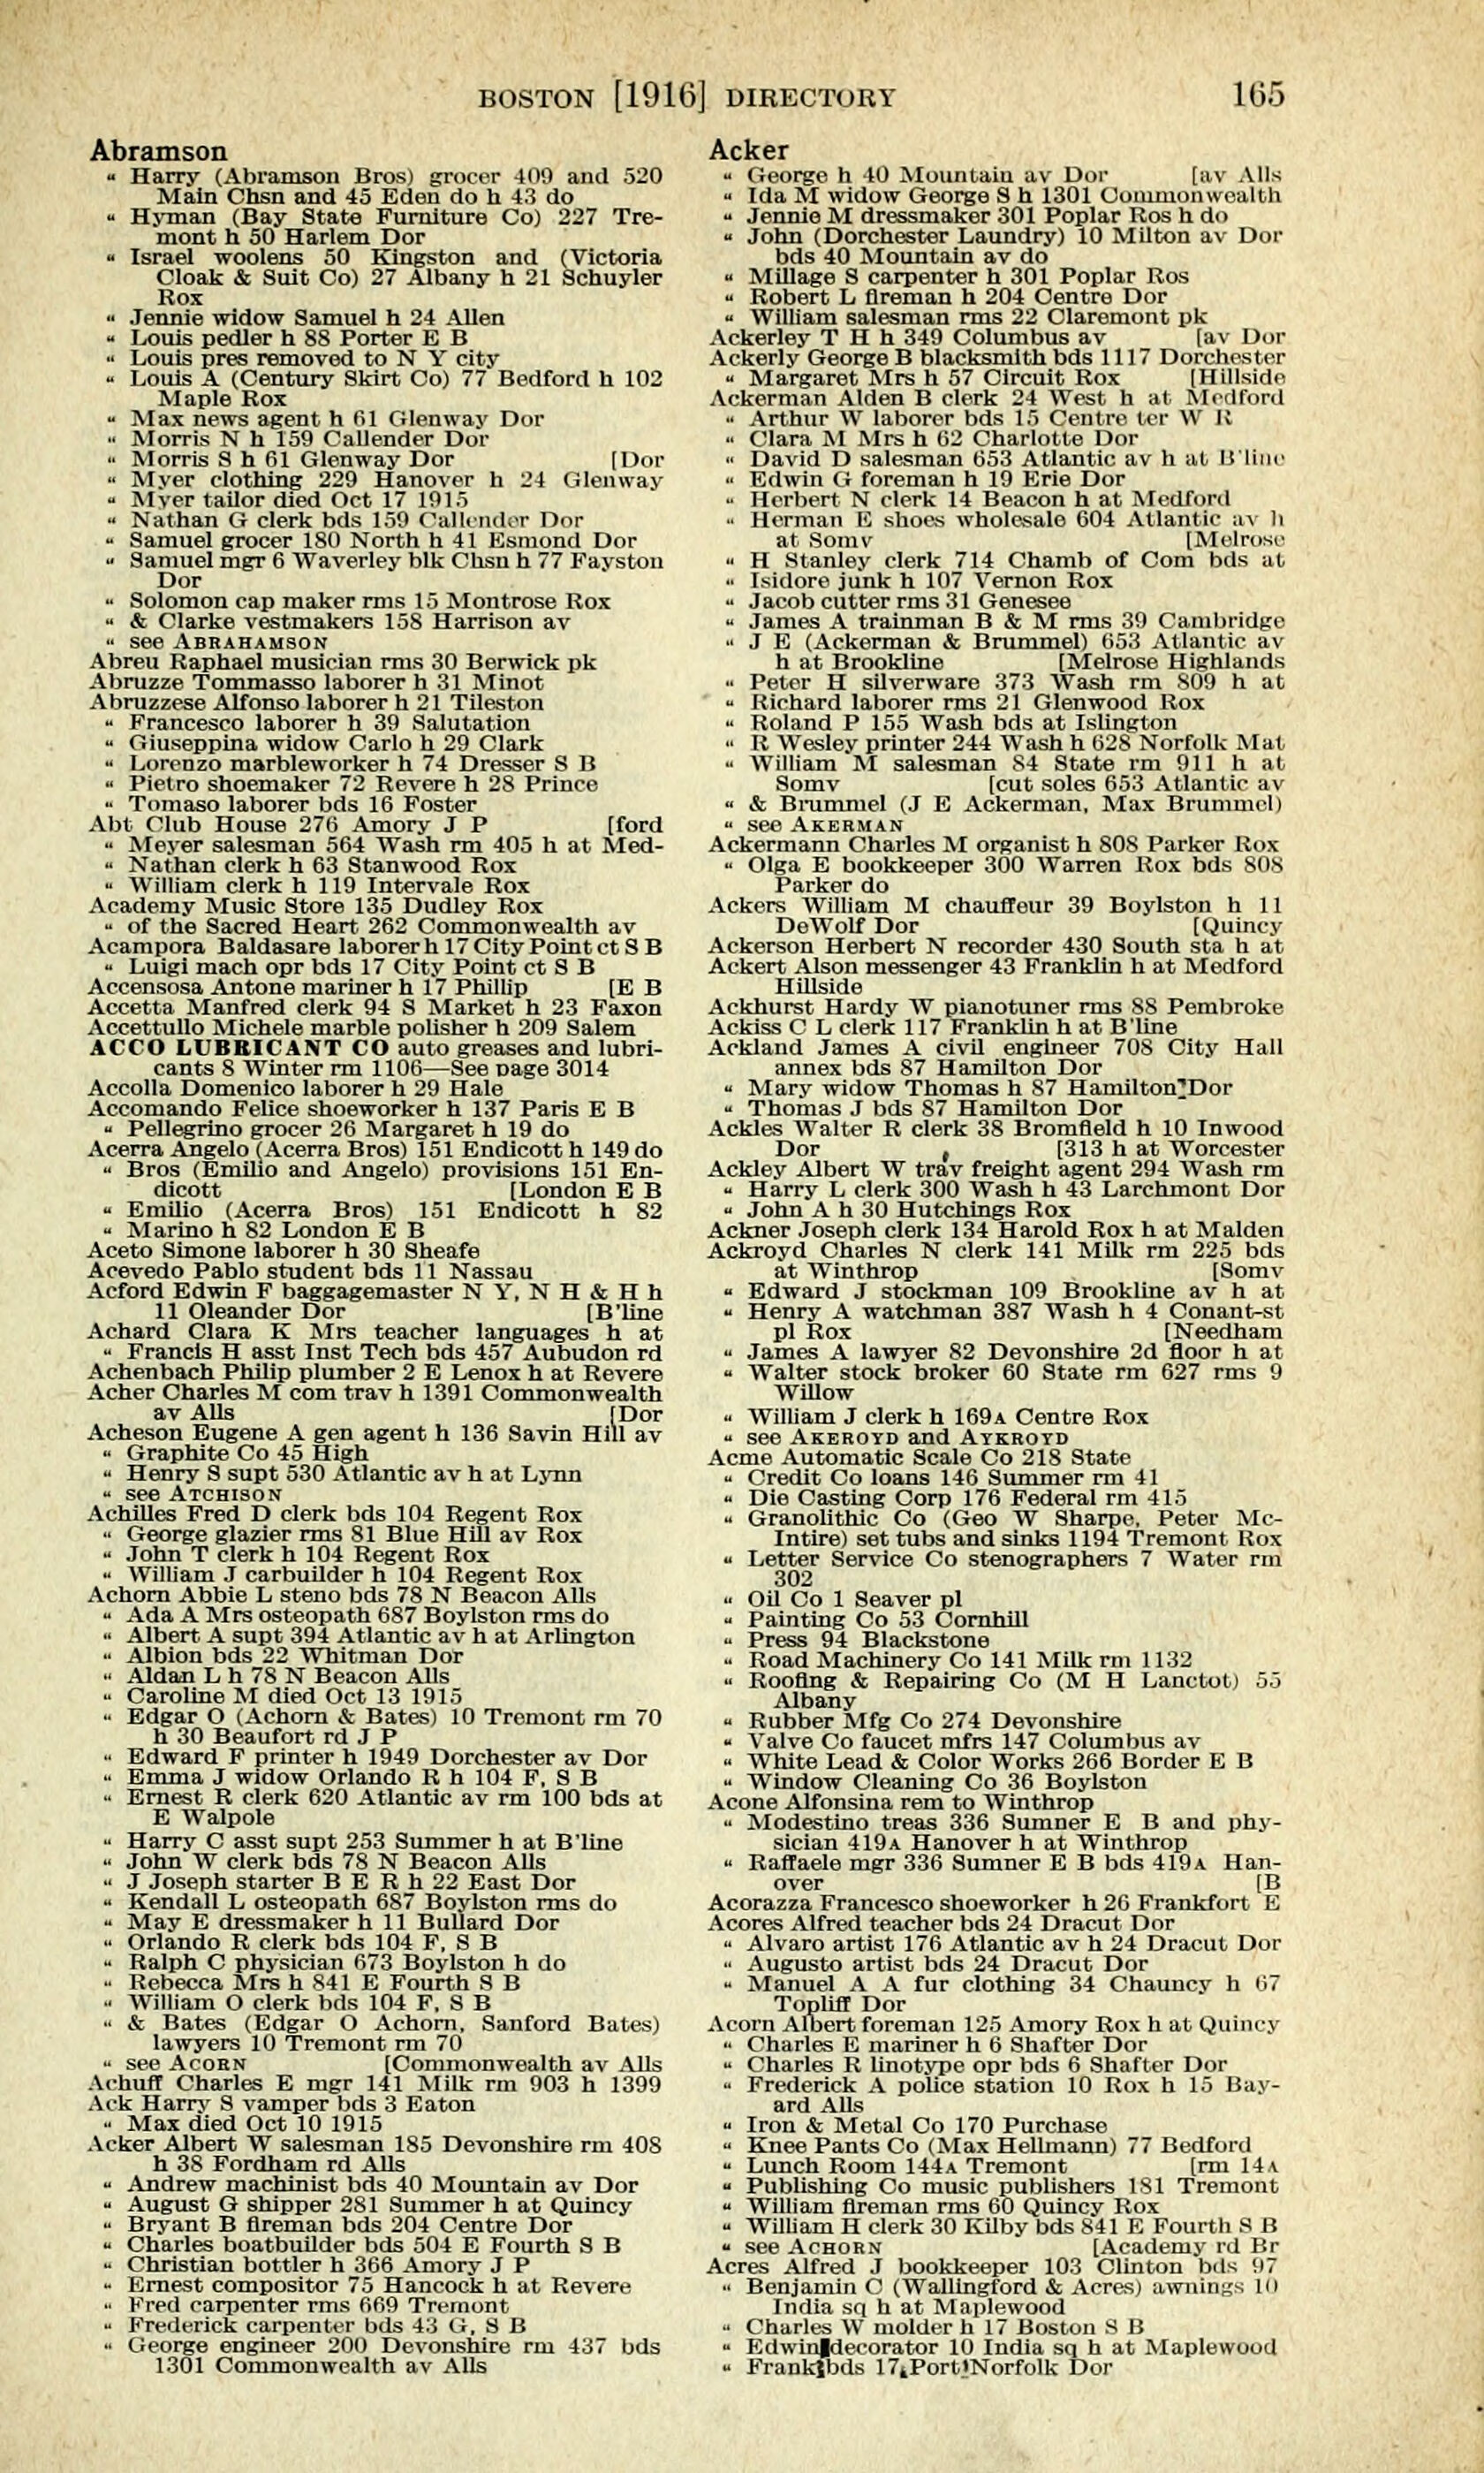 BOSTON [1916] DIRECTORY 165
Abramson
" Harry (Abramson Bros) grocer 409 and 520
Main Chsn and 45 Eden do h 43 do
" Hyman (Bay State Furniture Co) 227 Tre-
mont h 50 Harlem Dor
" Israel woolens 50 Kingston and (Victoria
Cloak & Suit Co) 27 Albany h 21 Schuyler
Rox
" Jennie widow Samuel h 24 Allen
" Louis pedler h 88 Porter E B
" Louis pres removed to N Y city
" Louis A (Century Skirt Co) 77 Bedford h 102
Maple Rox
" Max news agent h 61 Glenway Dor
" Morris N h 159 Callender Dor
" Morris S h 61 Glenway Dor [Dor
" Myer clothing 229 Hanover h 24 Glenway
" Myer tailor died Oct 17 1915
" Nathan G clerk bds 159 Callender Dor
" Samuel grocer 180 North h 41 Esmond Dor
" Samuel mgr 6 Waverley blk Chsn h 77 Fayston
Dor
" Solomon cap maker rms 15 Montrose Rox
" & Clarke vestmakers 158 Harrison av
" see ABRAHAMSON
Abreu Raphael musician rms 30 Berwick pk
Abruzze Tommasso laborer h 31 Minot
Abruzzese Alfonso laborer h 21 Tileston
" Francesco laborer h 39 Salutation
" Giuseppina widow Carlo h 29 Clark
" Lorenzo marbleworker h 74 Dresser S B
" Pietro shoemaker 72 Revere h 28 Prince
" Tomaso laborer bds 16 Foster
Abt Club House 276 Amory J P [ford
" Meyer salesman 564 Wash rm 405 h at Med-
" Nathan clerk h 63 Stanwood Rox
" William clerk h 119 Intervale Rox
Academy Music Store 135 Dudley Rox
" of the Sacred Heart 262 Commonwealth av
Acampora Baldasare laborer h 17 City Point ct S B
" Luigi mach opr bds 17 City Point ct S B
Accensosa Antone mariner h 17 Phillip [E B
Accetta Manfred clerk 94 S Market h 23 Faxon
Accettullo Michele marble polisher h 209 Salem
ACCO LUBRICANT CO auto greases and lubri-
cants 8 Winter rm 1106—See page 3014
Accolla Domenico laborer h 29 Hale
Accomando Felice shoeworker h 137 Paris E B
" Pellegrino grocer 26 Margaret h 19 do
Acerra Angelo (Acerra Bros) 151 Endicott h 149 do
" Bros (Emilio and Angelo) provisions 151 En-
dicott [London E B
" Emilio (Acerra Bros) 151 Endicott h 82
" Marino h 82 London E B
Aceto Simone laborer h 30 Sheafe
Acevedo Pablo student bds 11 Nassau
Acford Edwin F baggagemaster N Y, N H & H h
11 Oleander Dor [B'line
Achard Clara K Mrs teacher languages h at
" Francis H asst Inst Tech bds 457 Aubudon rd
Achenbach Philip plumber 2 E Lenox h at Revere
Acher Charles M com trav h 1391 Commonwealth
av Alls [Dor
Acheson Eugene A gen agent h 136 Savin Hill av
" Graphite Co 45 High
" Henry S supt 530 Atlantic av h at Lynn
" see ATCHISON
Achilles Fred D clerk bds 104 Regent Rox
" George glazier rms 81 Blue Hill av Rox
" John T clerk h 104 Regent Rox
" William J carbuilder h 104 Regent Rox
Achorn Abbie L steno bds 78 N Beacon Alls
" Ada A Mrs osteopath 687 Boylston rms do
" Albert A supt 394 Atlantic av h at Arlington
" Albion bds 22 Whitman Dor
" Aldan L h 78 N Beacon Alls
" Caroline M died Oct 13 1915
" Edgar O (Achorn & Bates) 10 Tremont rm 70
h 30 Beaufort rd J P
" Edward F printer h 1949 Dorchester av Dor
" Emma J widow Orlando R h 104 F, S B
" Ernest R clerk 620 Atlantic av rm 100 bds at
E Walpole
" Harry C asst supt 253 Summer h at B'line
" John W clerk bds 78 N Beacon Alls
" J Joseph starter B E R h 22 East Dor
" Kendall L osteopath 687 Boylston rms do
" May E dressmaker h 11 Bullard Dor
" Orlando R clerk bds 104 F, S B
" Ralph C physician 673 Boylston h do
" Rebecca Mrs h 841 E Fourth S B
" William O clerk bds 104 F, S B
" & Bates (Edgar O Achorn, Sanford Bates)
lawyers 10 Tremont rm 70
" see ACORN [Commonwealth av Alls
Achuff Charles E mgr 141 Milk rm 903 h 1399
Ack Harry S vamper bds 3 Eaton
" Max died Oct 10 1915
Acker Albert W salesman 185 Devonshire rm 408
h 38 Fordham rd Alls
" Andrew machinist bds 40 Mountain av Dor
" August G shipper 281 Summer h at Quincy
" Bryant B fireman bds 204 Centre Dor
" Charles boatbuilder bds 504 E Fourth S B
" Christian bottler h 366 Amory J P
" Ernest compositor 75 Hancock h at Revere
" Fred carpenter rms 669 Tremont
" Frederick carpenter bds 43 G, S B
" George engineer 200 Devonshire rm 437 bds
1301 Commonwealth av Alls
Acker
" George h 40 Mountain av Dor [av Alls
" Ida M widow George S h 1301 Commonwealth
" Jennie M dressmaker 301 Poplar Ros h do
" John (Dorchester Laundry) 10 Milton av Dor
bds 40 Mountain av do
" Millage S carpenter h 301 Poplar Ros
" Robert L fireman h 204 Centre Dor
" William salesman rms 22 Claremont pk
Ackerley T H h 349 Columbus av [av Dor
Ackerly George B blacksmith bds 1117 Dorchester
" Margaret Mrs h 57 Circuit Rox [Hillside
Ackerman Alden B clerk 24 West h at Medford
" Arthur W laborer bds 15 Centre ter W R
" Clara M Mrs h 62 Charlotte Dor
" David D salesman 653 Atlantic av h at B'line
" Edwin G foreman h 19 Erie Dor
" Herbert N clerk 14 Beacon h at Medford
" Herman E shoes wholesale 604 Atlantic av h
at Somv [Melrose
" H Stanley clerk 714 Chamb of Com bds at
" Isidore junk h 107 Vernon Rox
" Jacob cutter rms 31 Genesee
" James A trainman B & M rms 39 Cambridge
" J E (Ackerman & Brummel) 653 Atlantic av
h at Brookline [Melrose Highlands
" Peter H silverware 373 Wash rm 809 h at
" Richard laborer rms 21 Glenwood Rox
" Roland P 155 Wash bds at Islington
" R Wesley printer 244 Wash h 628 Norfolk Mat
" William M salesman 84 State rm 911 h at
Somv [cut soles 653 Atlantic av
" & Brummel (J E Ackerman, Max Brummel)
" see AKERMAN
Ackermann Charles M organist h 808 Parker Rox
" Olga E bookkeeper 300 Warren Rox bds 808
Parker do
Ackers William M chauffeur 39 Boylston h 11
DeWolf Dor [Quincy
Ackerson Herbert N recorder 430 South sta h at
Ackert Alson messenger 43 Franklin h at Medford
Hillside
Ackhurst Hardy W pianotuner rms 88 Pembroke
Ackiss C L clerk 117 Franklin h at B'line
Ackland James A civil engineer 708 City Hall
annex bds 87 Hamilton Dor
" Mary widow Thomas h 87 Hamilton Dor
" Thomas J bds 87 Hamilton Dor
Ackles Walter R clerk 38 Bromfield h 10 Inwood
Dor [313 h at Worcester
Ackley Albert W trav freight agent 294 Wash rm
" Harry L clerk 300 Wash h 43 Larchmont Dor
" John A h 30 Hutchings Rox
Ackner Joseph clerk 134 Harold Rox h at Malden
Ackroyd Charles N clerk 141 Milk rm 225 bds
at Winthrop [Somv
" Edward J stockman 109 Brookline av h at
" Henry A watchman 387 Wash h 4 Conant-st
pl Rox [Needham
" James A lawyer 82 Devonshire 2d floor h at
" Walter stock broker 60 State rm 627 rms 9
Willow
" William J clerk h 169A Centre Rox
" see AKEROYD and AYKROYD
Acme Automatic Scale Co 218 State
" Credit Co loans 146 Summer rm 41
" Die Casting Corp 176 Federal rm 415
" Granolithic Co (Geo W Sharpe, Peter Mc-
Intire) set tubs and sinks 1194 Tremont Rox
" Letter Service Co stenographers 7 Water rm
302
" Oil Co 1 Seaver pl
" Painting Co 53 Cornhill
" Press 94 Blackstone
" Road Machinery Co 141 Milk rm 1132
" Roofing & Repairing Co (M H Lanctot) 55
Albany
" Rubber Mfg Co 274 Devonshire
" Valve Co faucet mfrs 147 Columbus av
" White Lead & Color Works 266 Border E B
" Window Cleaning Co 36 Boylston
Acone Alfonsina rem to Winthrop
" Modestino treas 336 Sumner E B and phy-
sician 419A Hanover h at Winthrop
" Raffaele mgr 336 Sumner E B bds 419A Han-
over [B
Acorazza Francesco shoeworker h 26 Frankfort E
Acores Alfred teacher bds 24 Dracut Dor
" Alvaro artist 176 Atlantic av h 24 Dracut Dor
" Augusto artist bds 24 Dracut Dor
" Manuel A A fur clothing 34 Chauncy h 67
Topliff Dor
Acorn Albert foreman 125 Amory Rox h at Quincy
" Charles E mariner h 6 Shafter Dor
" Charles R linotype opr bds 6 Shafter Dor
" Frederick A police station 10 Rox h 15 Bay-
ard Alls
" Iron & Metal Co 170 Purchase
" Knee Pants Co (Max Hellmann) 77 Bedford
" Lunch Room 144A Tremont [rm 14A
" Publishing Co music publishers 181 Tremont
" William fireman rms 60 Quincy Rox
" William H clerk 30 Kilby bds 841 E Fourth S B
" see ACHORN [Academy rd Br
Acres Alfred J bookkeeper 103 Clinton bds 97
" Benjamin C (Wallingford & Acres) awnings 10
India sq h at Maplewood
" Charles W molder h 17 Boston S B
" Edwin decorator 10 India sq h at Maplewood
" Frank bds 17 Port Norfolk Dor